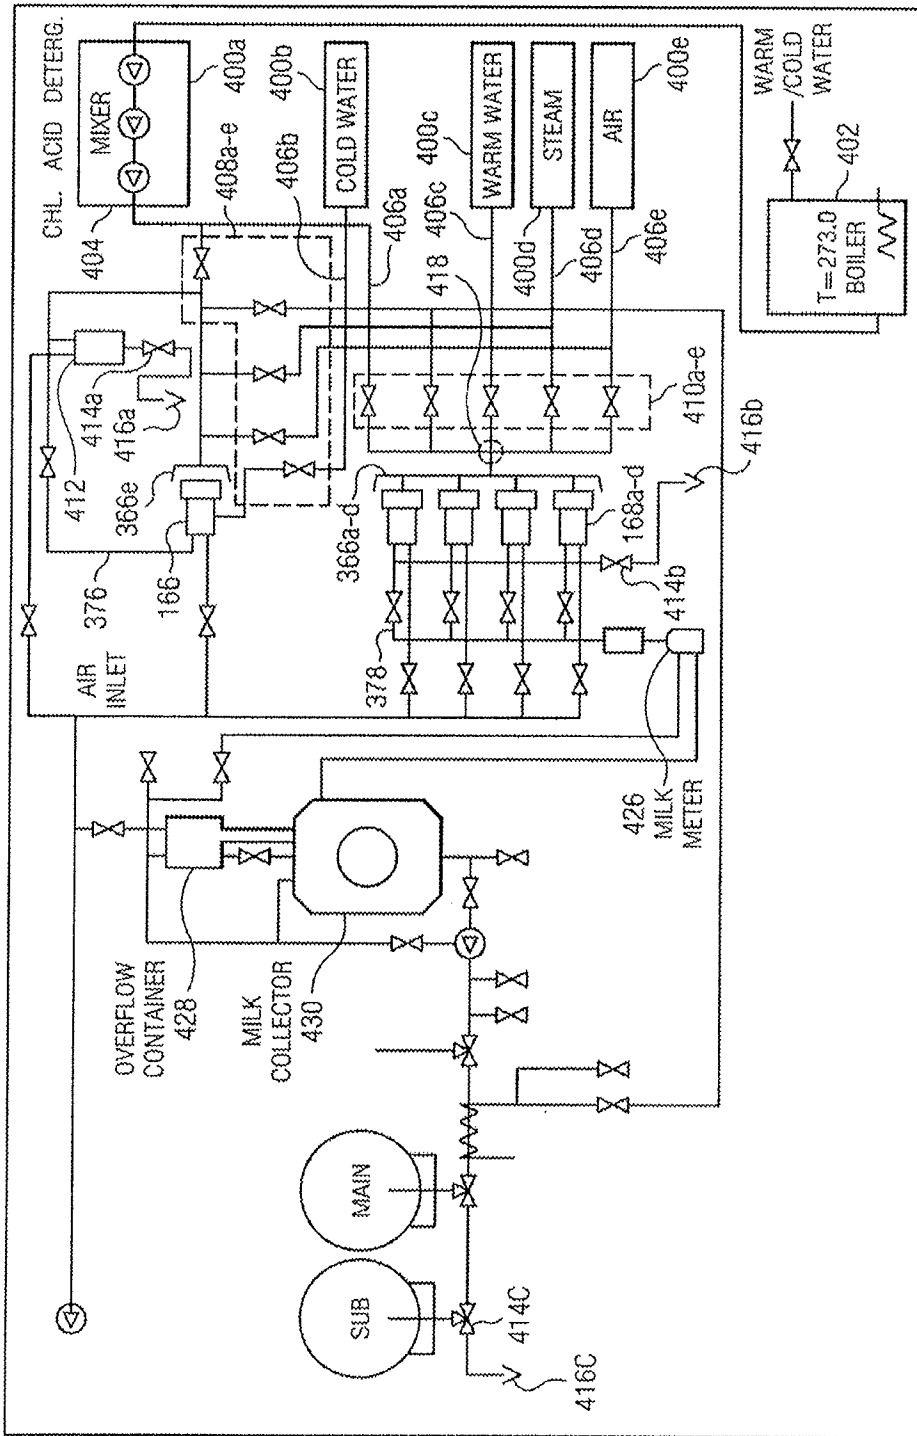 CHL. ACID DETERG.
MIXER
404
400a
408a-e
400b
COLD WATER
406b
406a
400c
WARM WATER
406c
STEAM
400d
406d
400e
AIR
406e
418
WARM
/COLD
WATER
402
T=273.0
BOILER
412
414a
416a
366e
166
376
366a-d
410a-e
416b
168a-d
414b
378
AIR
INLET
426
MILK
METER
OVERFLOW
CONTAINER
428
MILK
COLLECTOR
430
MAIN
SUB
414C
416C